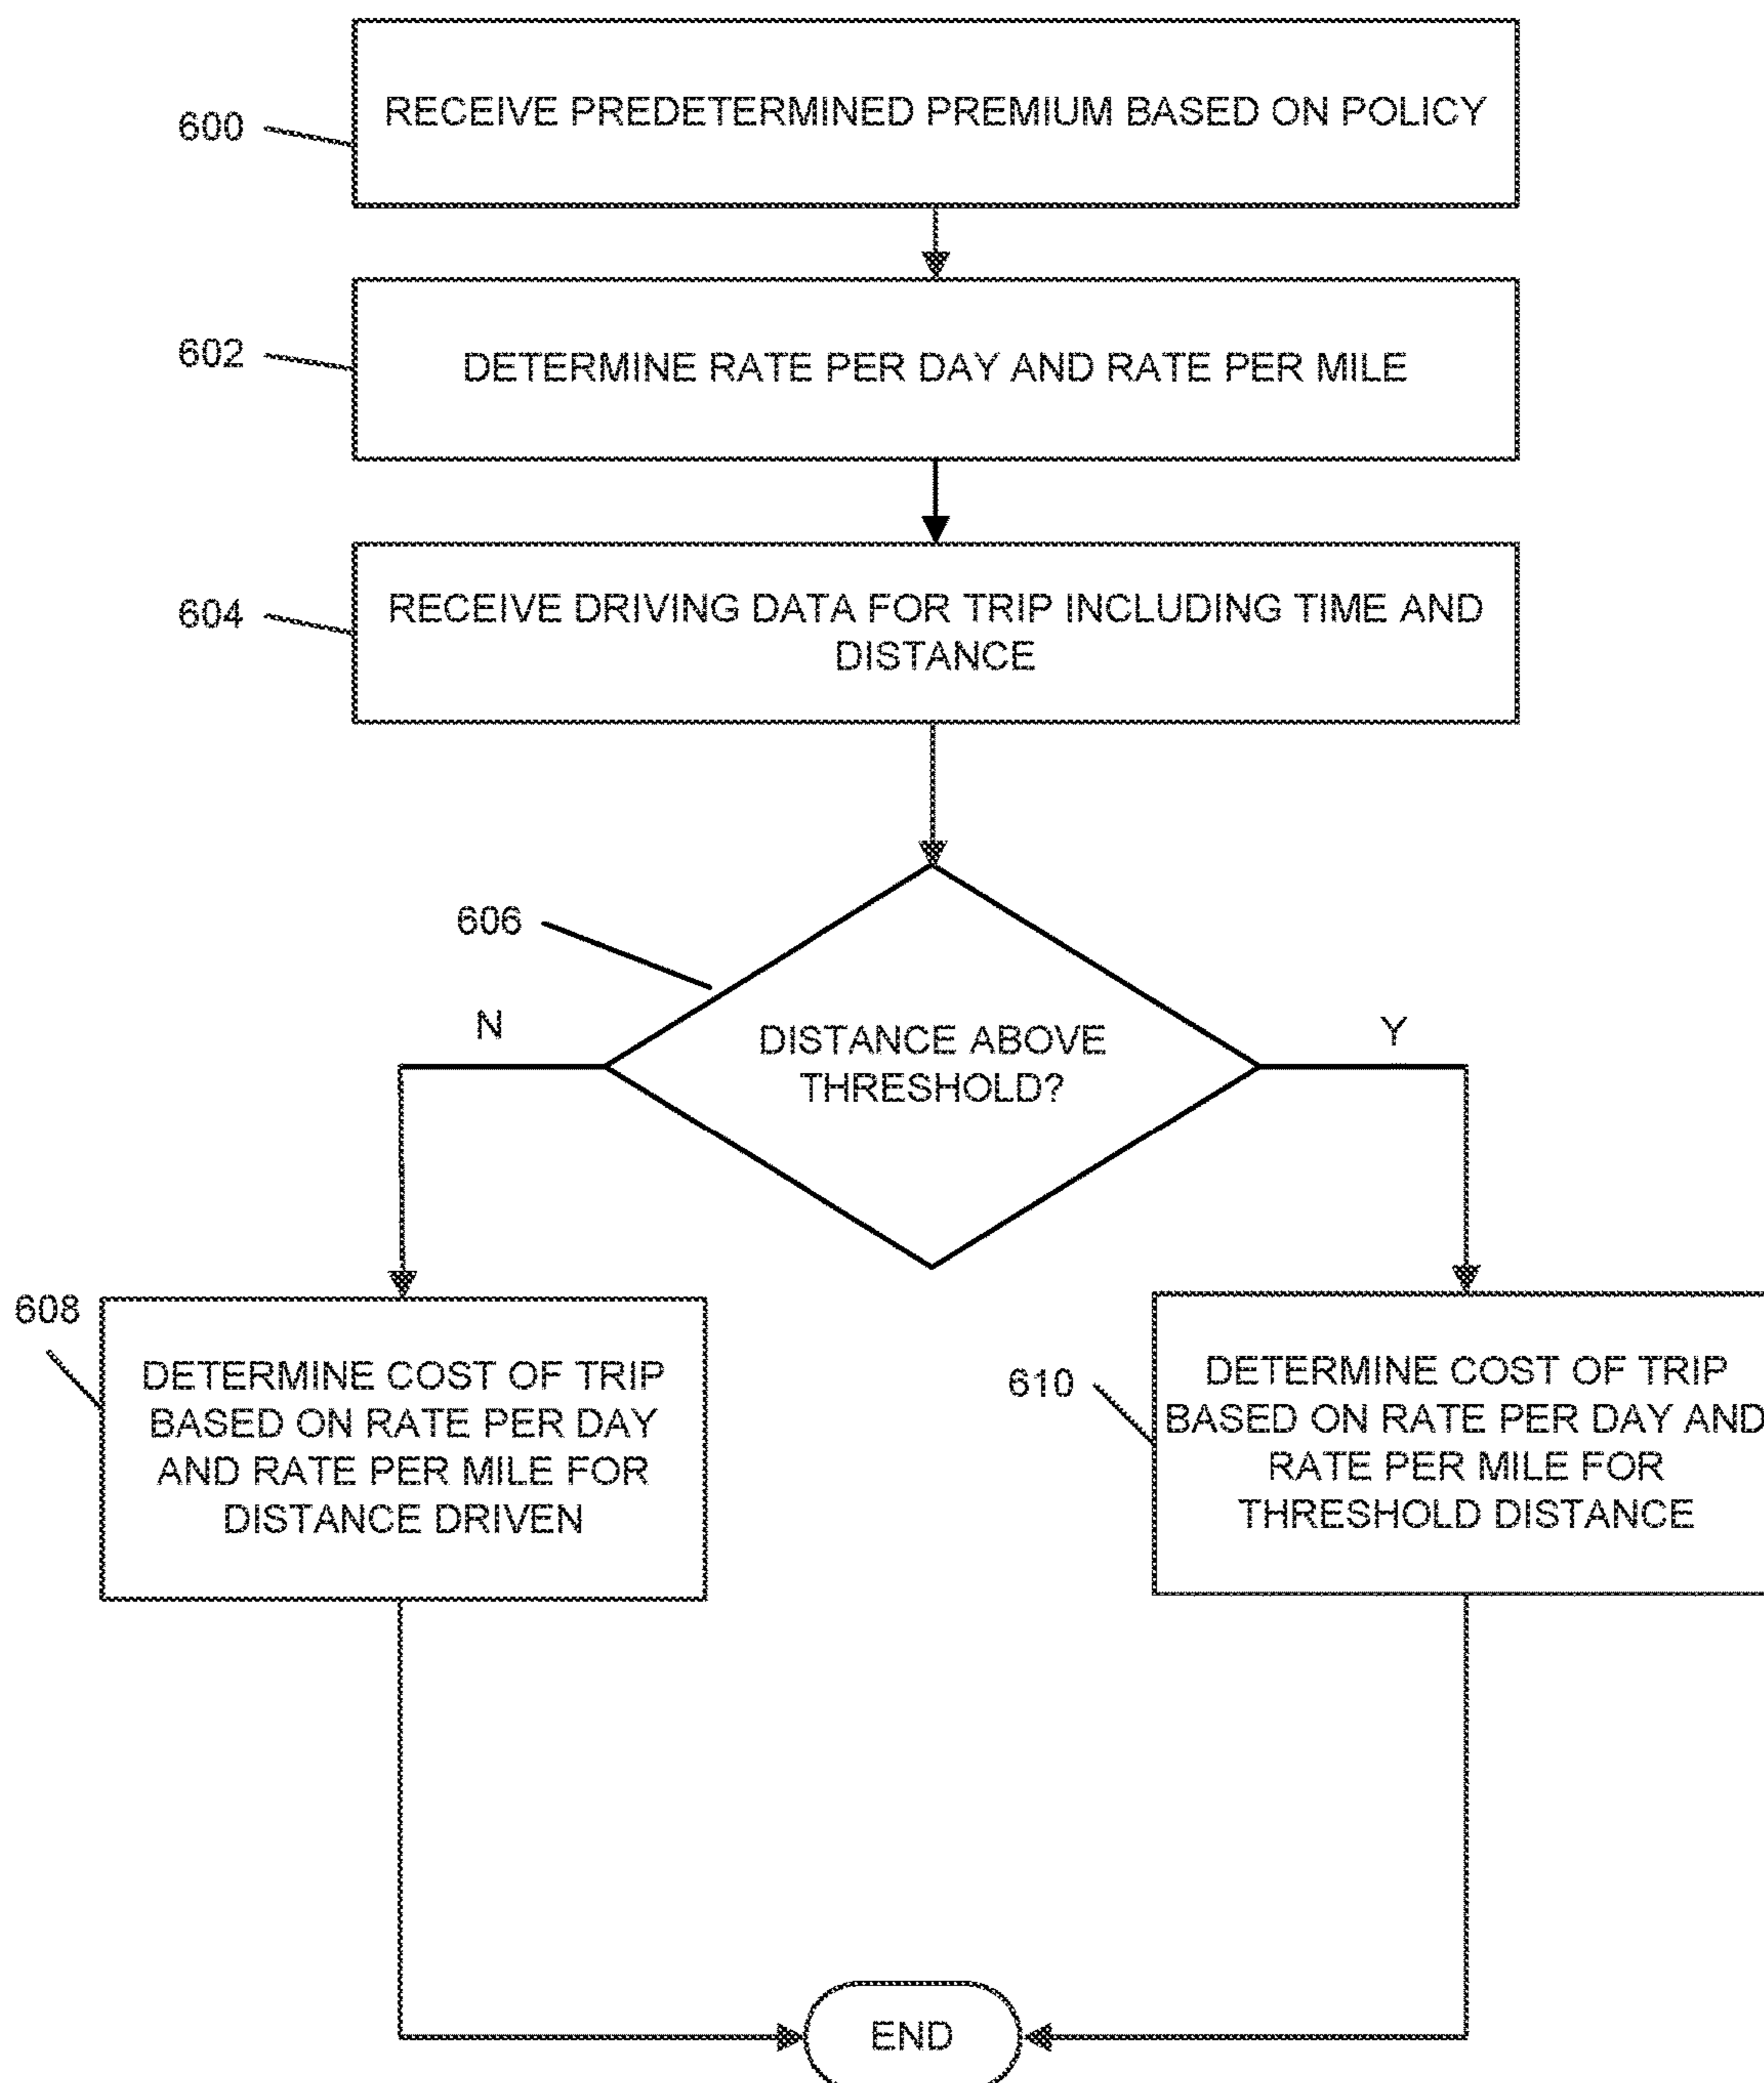 RECEIVE PREDETERMINED PREMIUM BASED ON POLICY
600
602
DETERMINE RATE PER DAY AND RATE PER MILE
604
RECEIVE DRIVING DATA FOR TRIP INCLUDING TIME AND
DISTANCE
606
N
DISTANCE ABOVE
THRESHOLD?
Y
608
DETERMINE COST OF TRIP
BASED ON RATE PER DAY
AND RATE PER MILE FOR
DISTANCE DRIVEN
610
DETERMINE COST OF TRIP
BASED ON RATE PER DAY AND
RATE PER MILE FOR
THRESHOLD DISTANCE
END